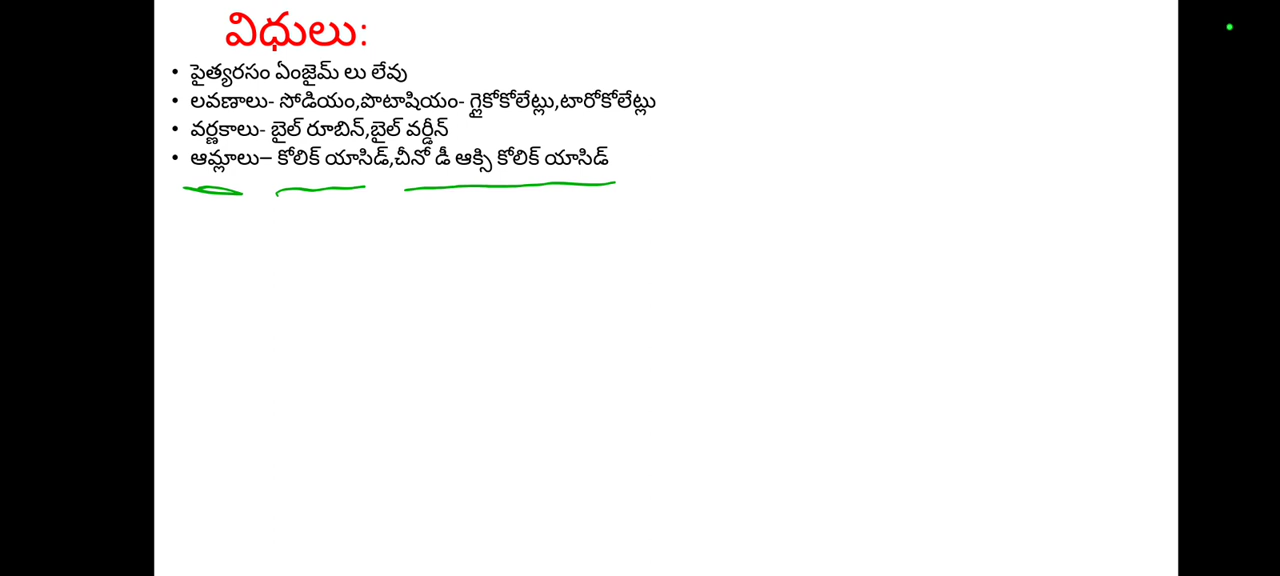 విధులు:
• పైత్యరసం ఏంజైమ్ లు లేవు
• లవణాలు- సోడియం,పొటాషియం- గ్లైకోకోలేట్లు,టారోకోలేట్లు
• వర్ణకాలు- బైల్ రూబిన్,బైల్ వర్డీన్
• ఆమ్లాలు– కోలిక్ యాసిడ్,చీనో డీ ఆక్సి కోలిక్ యాసిడ్